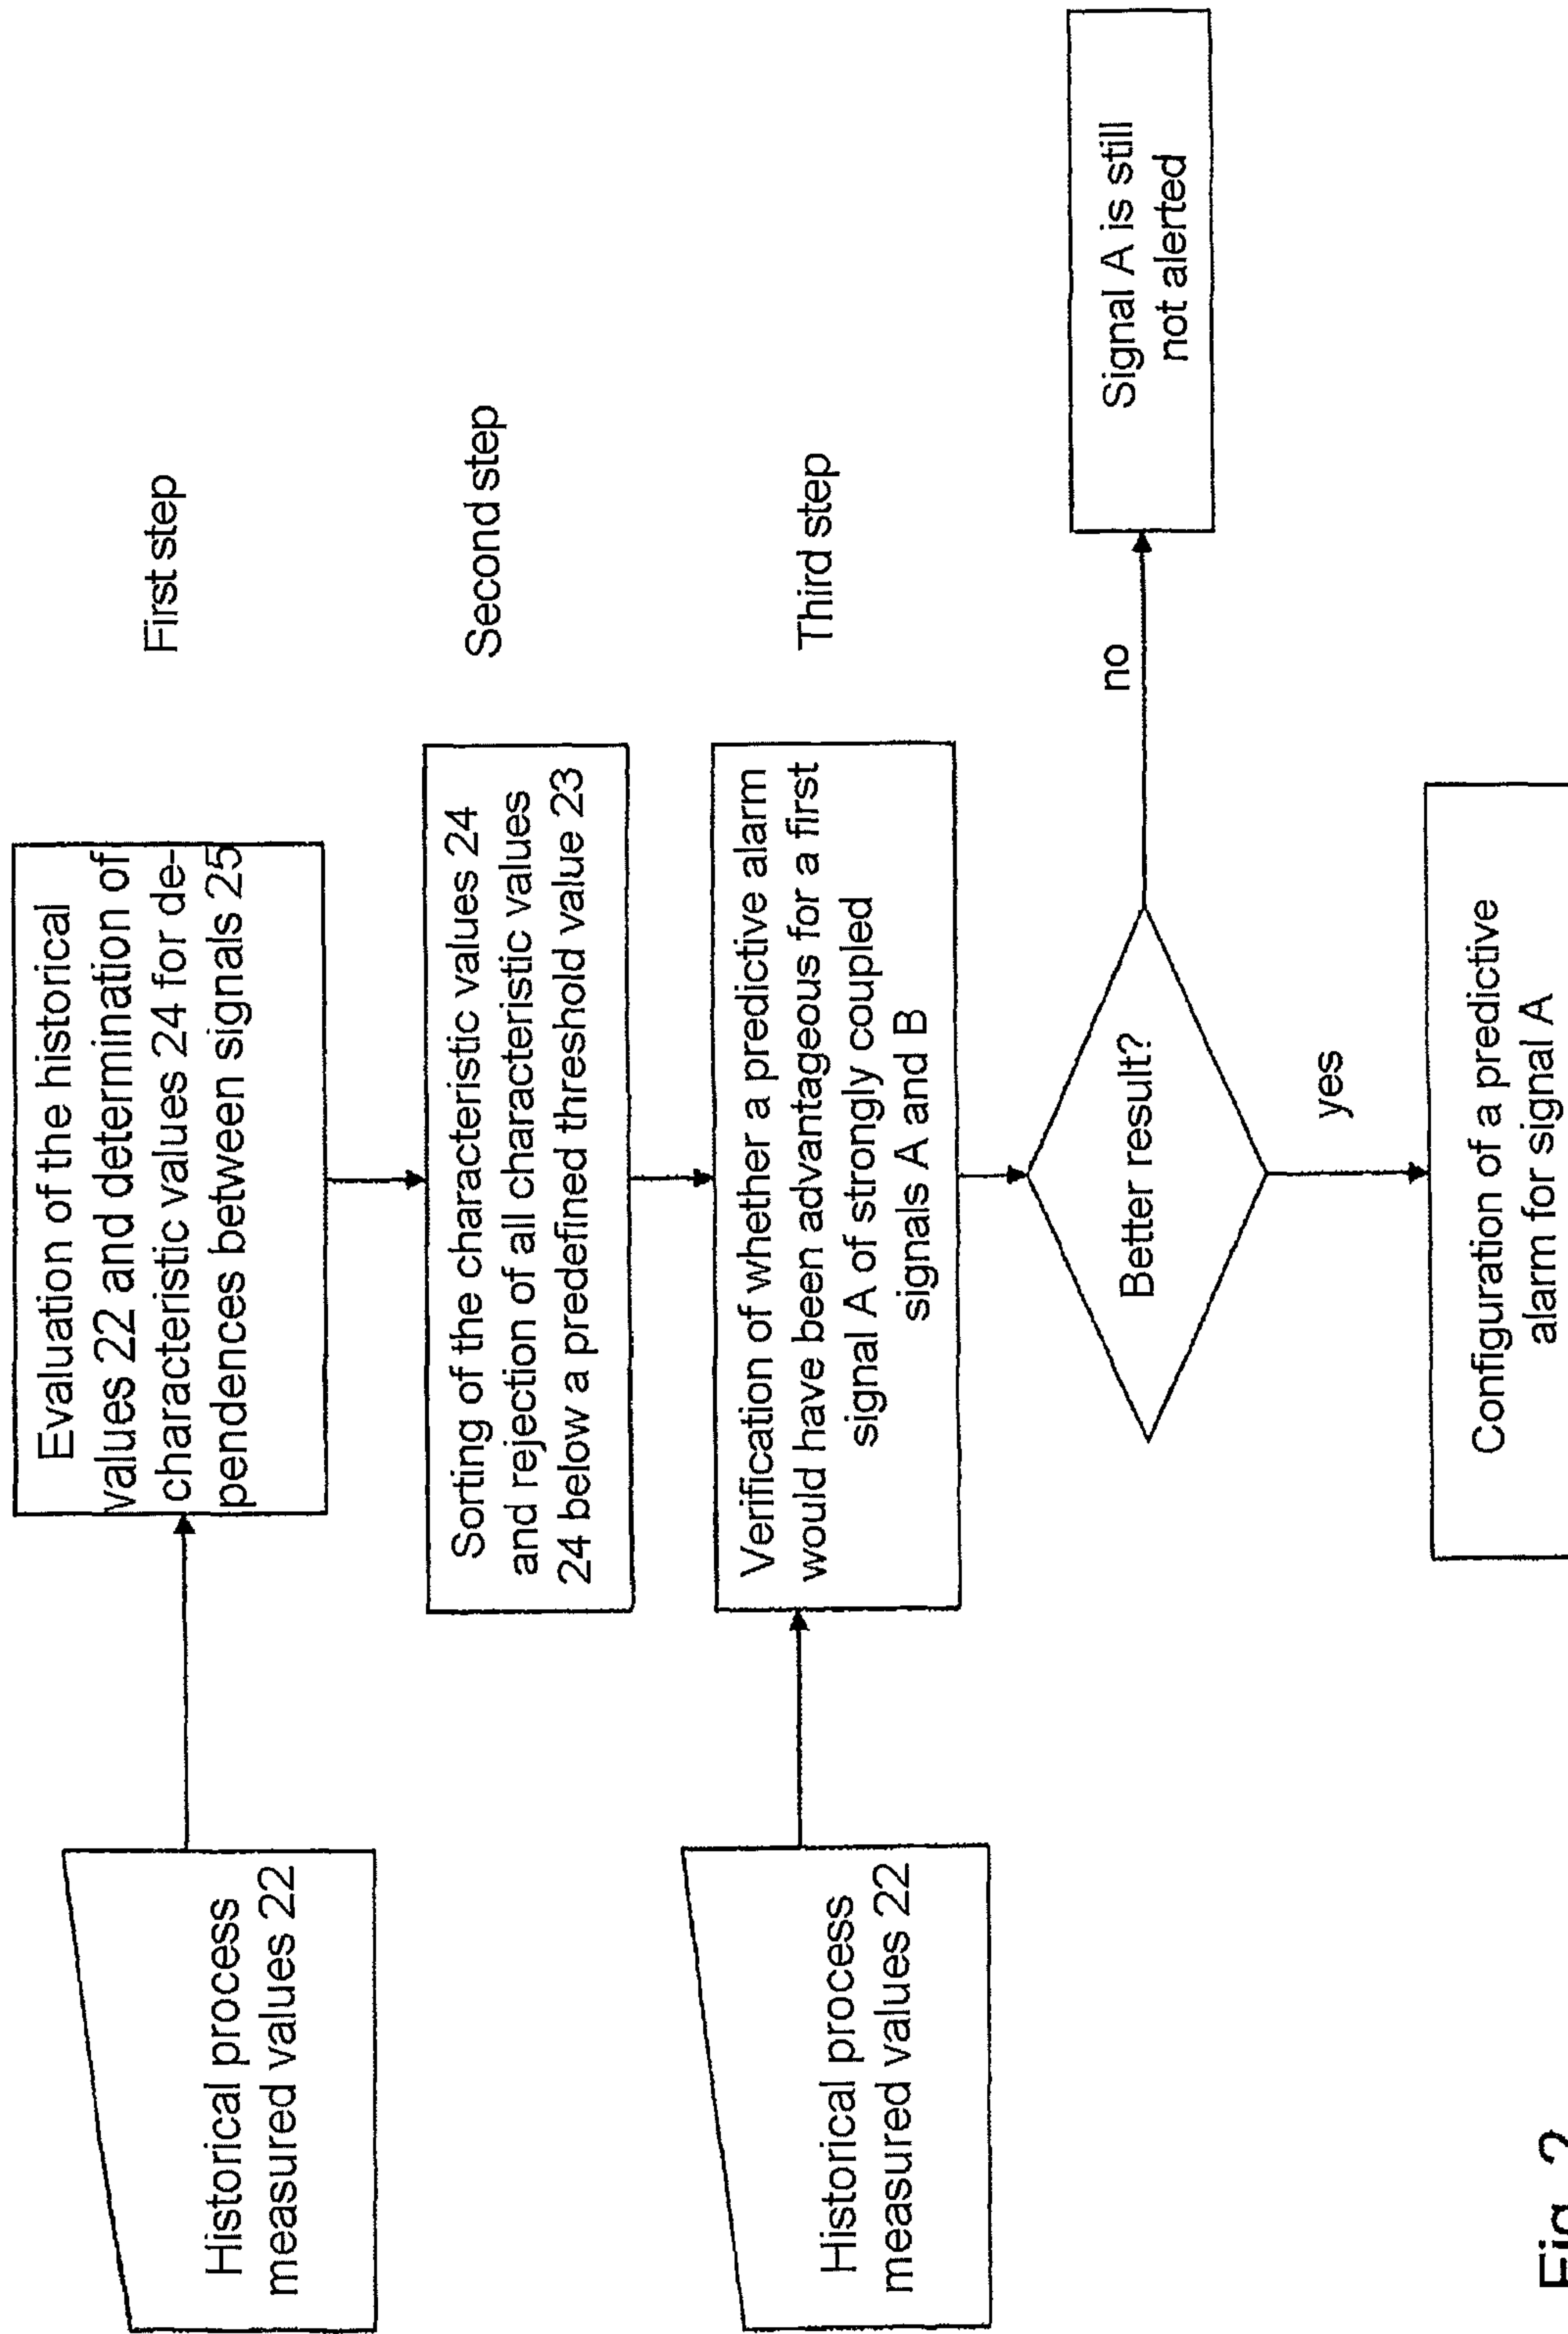 Historical process
measured values 22
Evaluation of the historical
values 22 and determination of
characteristic values 24 for de-
pendences between signals 25
First step
Sorting of the characteristic values 24
and rejection of all characteristic values
24 below a predefined threshold value 23
Second step
Historical process
measured values 22
Verification of whether a predictive alarm
would have been advantageous for a first
signal A of strongly coupled
signals A and B
Third step
Better result?
no
Signal A is still
not alerted
yes
Configuration of a predictive
alarm for signal A
Fig. 2